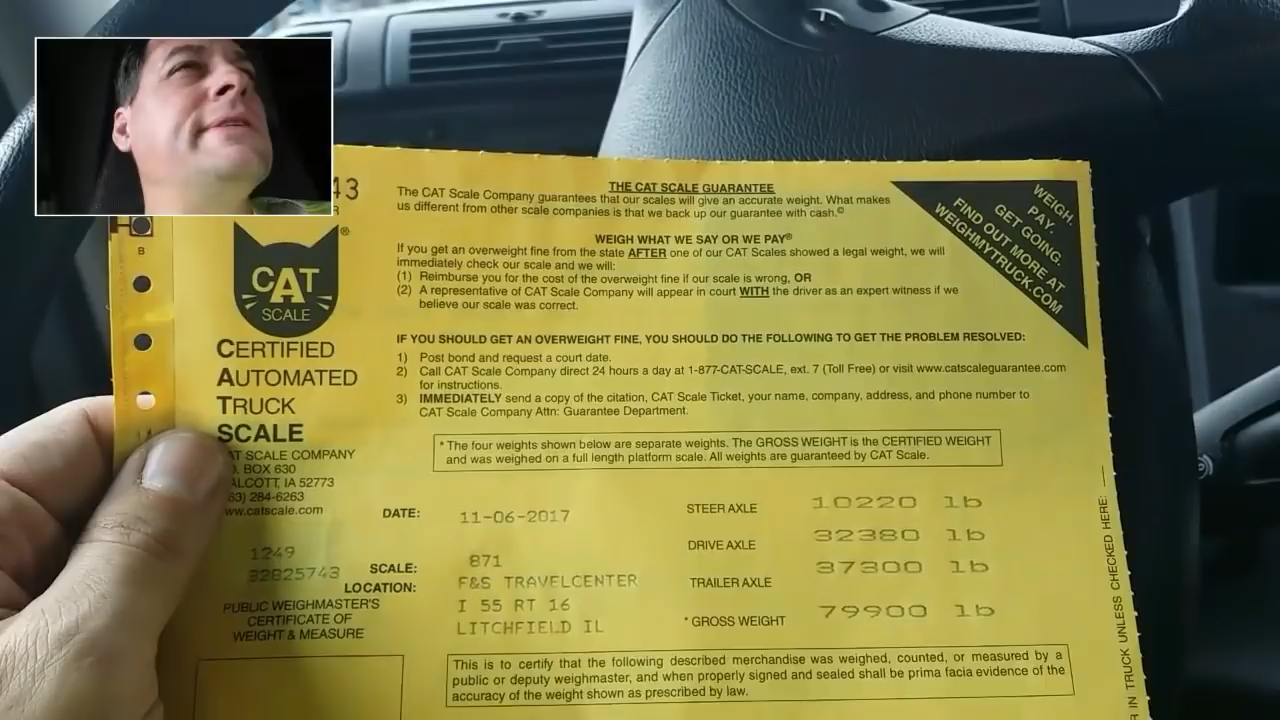 43
R
H
B
CAT
SCALE
®
CERTIFIED
AUTOMATED
TRUCK
SCALE
AT SCALE COMPANY
BOX 630
ALCOTT, IA 52773
63) 284-6263
www.catscale.com
1249
32825743
PUBLIC WEIGHMASTER'S
CERTIFICATE OF
WEIGHT & MEASURE
THE CAT SCALE GUARANTEE
The CAT Scale Company guarantees that our scales will give an accurate weight. What makes
us different from other scale companies is that we back up our guarantee with cash.©
WEIGH WHAT WE SAY OR WE PAY®
If you get an overweight fine from the state AFTER one of our CAT Scales showed a legal weight, we will
immediately check our scale and we will:
(1) Reimburse you for the cost of the overweight fine if our scale is wrong, OR
(2) A representative of CAT Scale Company will appear in court WITH the driver as an expert witness if we
believe our scale was correct.
WEIGH.
PAY.
GET GOING.
FIND OUT MORE AT
WEIGHMYTRUCK.COM
IF YOU SHOULD GET AN OVERWEIGHT FINE, YOU SHOULD DO THE FOLLOWING TO GET THE PROBLEM RESOLVED:
1) Post bond and request a court date.
2) Call CAT Scale Company direct 24 hours a day at 1-877-CAT-SCALE, ext. 7 (Toll Free) or visit www.catscaleguarantee.com
for instructions.
3) IMMEDIATELY send a copy of the citation, CAT Scale Ticket, your name, company, address, and phone number to
CAT Scale Company Attn: Guarantee Department.
* The four weights shown below are separate weights. The GROSS WEIGHT is the CERTIFIED WEIGHT
and was weighed on a full length platform scale. All weights are guaranteed by CAT Scale.
DATE: 11-06-2017
SCALE: 871
LOCATION: F&S TRAVELCENTER
I 55 RT 16
LITCHFIELD IL
STEER AXLE 10220 lb
DRIVE AXLE 32380 lb
TRAILER AXLE 37300 lb
* GROSS WEIGHT 79900 lb
This is to certify that the following described merchandise was weighed, counted, or measured by a
public or deputy weighmaster, and when properly signed and sealed shall be prima facia evidence of the
accuracy of the weight shown as prescribed by law.
R IN TRUCK UNLESS CHECKED HERE: